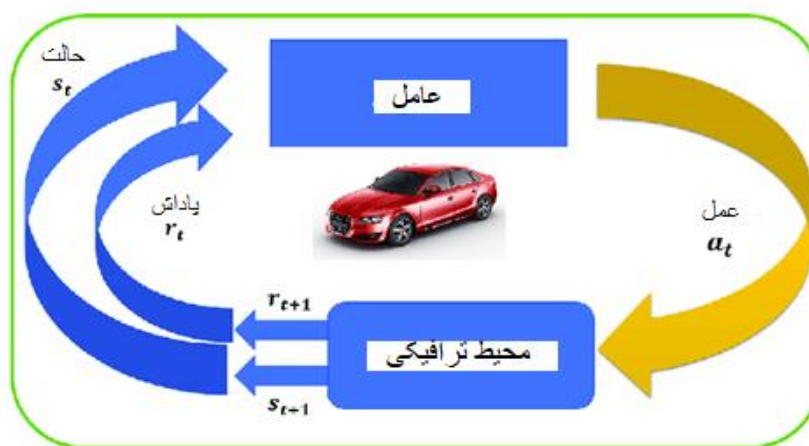 حالت
s_t
عامل
پاداش
r_t
عمل
a_t
r_{t+1}
محیط ترافیکی
s_{t+1}